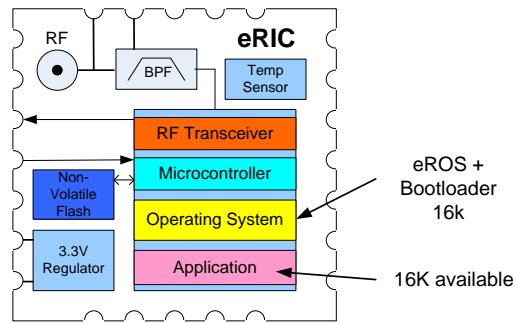 eRIC
RF
BPF
Temp
Sensor
RF Transceiver
Microcontroller
Non-
Volatile
Flash
Operating System
eROS +
Bootloader
16k
3.3V
Regulator
Application
16K available